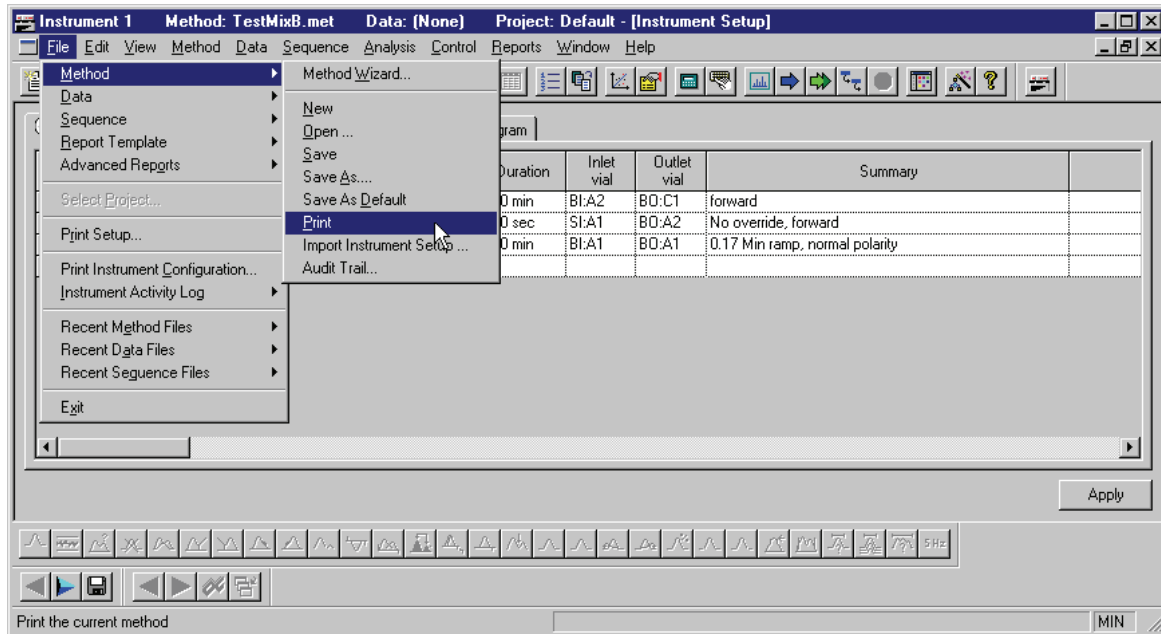 Instrument 1 Method: TestMixB.met Data: (None) Project: Default - [Instrument Setup]
File Edit View Method Data Sequence Analysis Control Reports Window Help
Method
Data
Sequence
Report Template
Advanced Reports
Select Project...
Print Setup...
Print Instrument Configuration...
Instrument Activity Log
Recent Method Files
Recent Data Files
Recent Sequence Files
Exit
Method Wizard...
New
Open ...
Save
Save As....
Save As Default
Print
Import Instrument Setup ...
Audit Trail...
gram
Duration Inlet vial Outlet vial Summary
0 min BI:A2 BO:C1 forward
0 sec SI:A1 BO:A2 No override, forward
0 min BI:A1 BO:A1 0.17 Min ramp, normal polarity
Apply
5Hz
Print the current method MIN